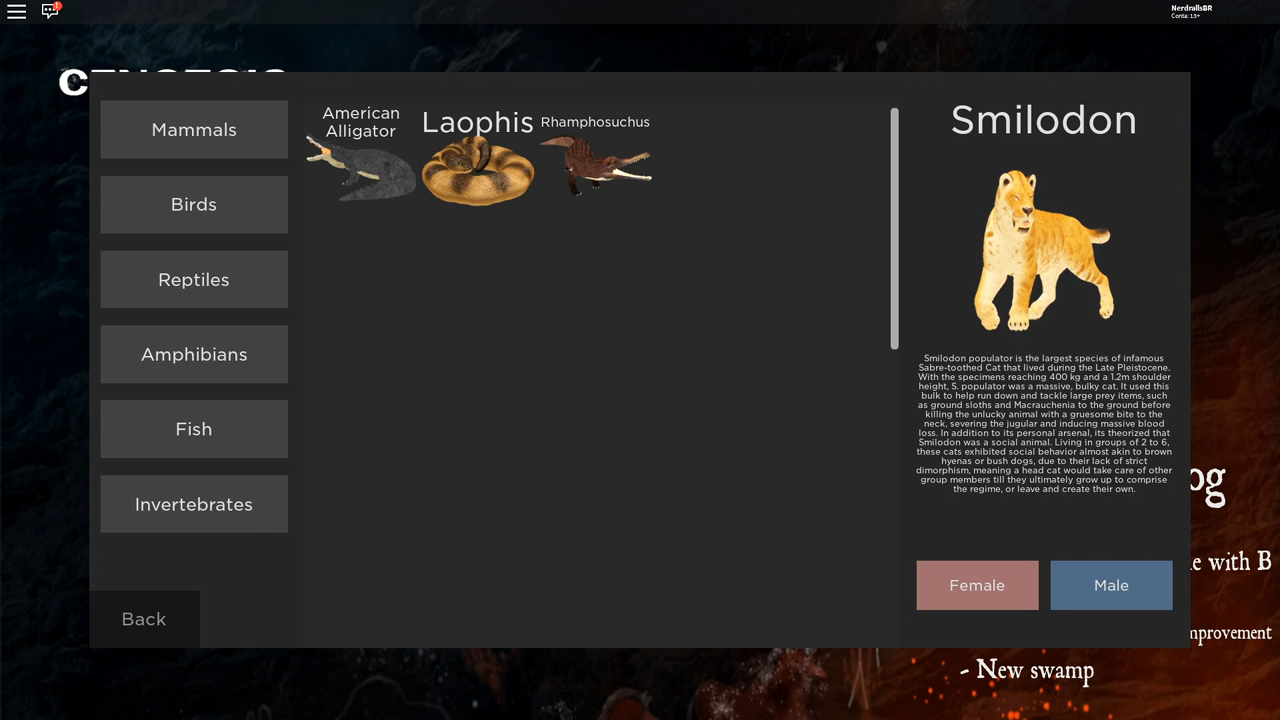 NerdrallsBR
Conta: 13+
Mammals
Birds
Reptiles
Amphibians
Fish
Invertebrates
Back
American
Alligator
Laophis
Rhamphosuchus
Smilodon
Smilodon populator is the largest species of infamous
Sabre-toothed Cat that lived during the Late Pleistocene.
With the specimens reaching 400 kg and a 1.2m shoulder
height, S. populator was a massive, bulky cat. It used this
bulk to help run down and tackle large prey items, such
as ground sloths and Macrauchenia to the ground before
killing the unlucky animal with a gruesome bite to the
neck, severing the jugular and inducing massive blood
loss. In addition to its personal arsenal, its theorized that
Smilodon was a social animal. Living in groups of 2 to 6,
these cats exhibited social behavior almost akin to brown
hyenas or bush dogs, due to their lack of strict
dimorphism, meaning a head cat would take care of other
group members till they ultimately grow up to comprise
the regime, or leave and create their own.
Female
Male
og
with B
mprovement
- New swamp